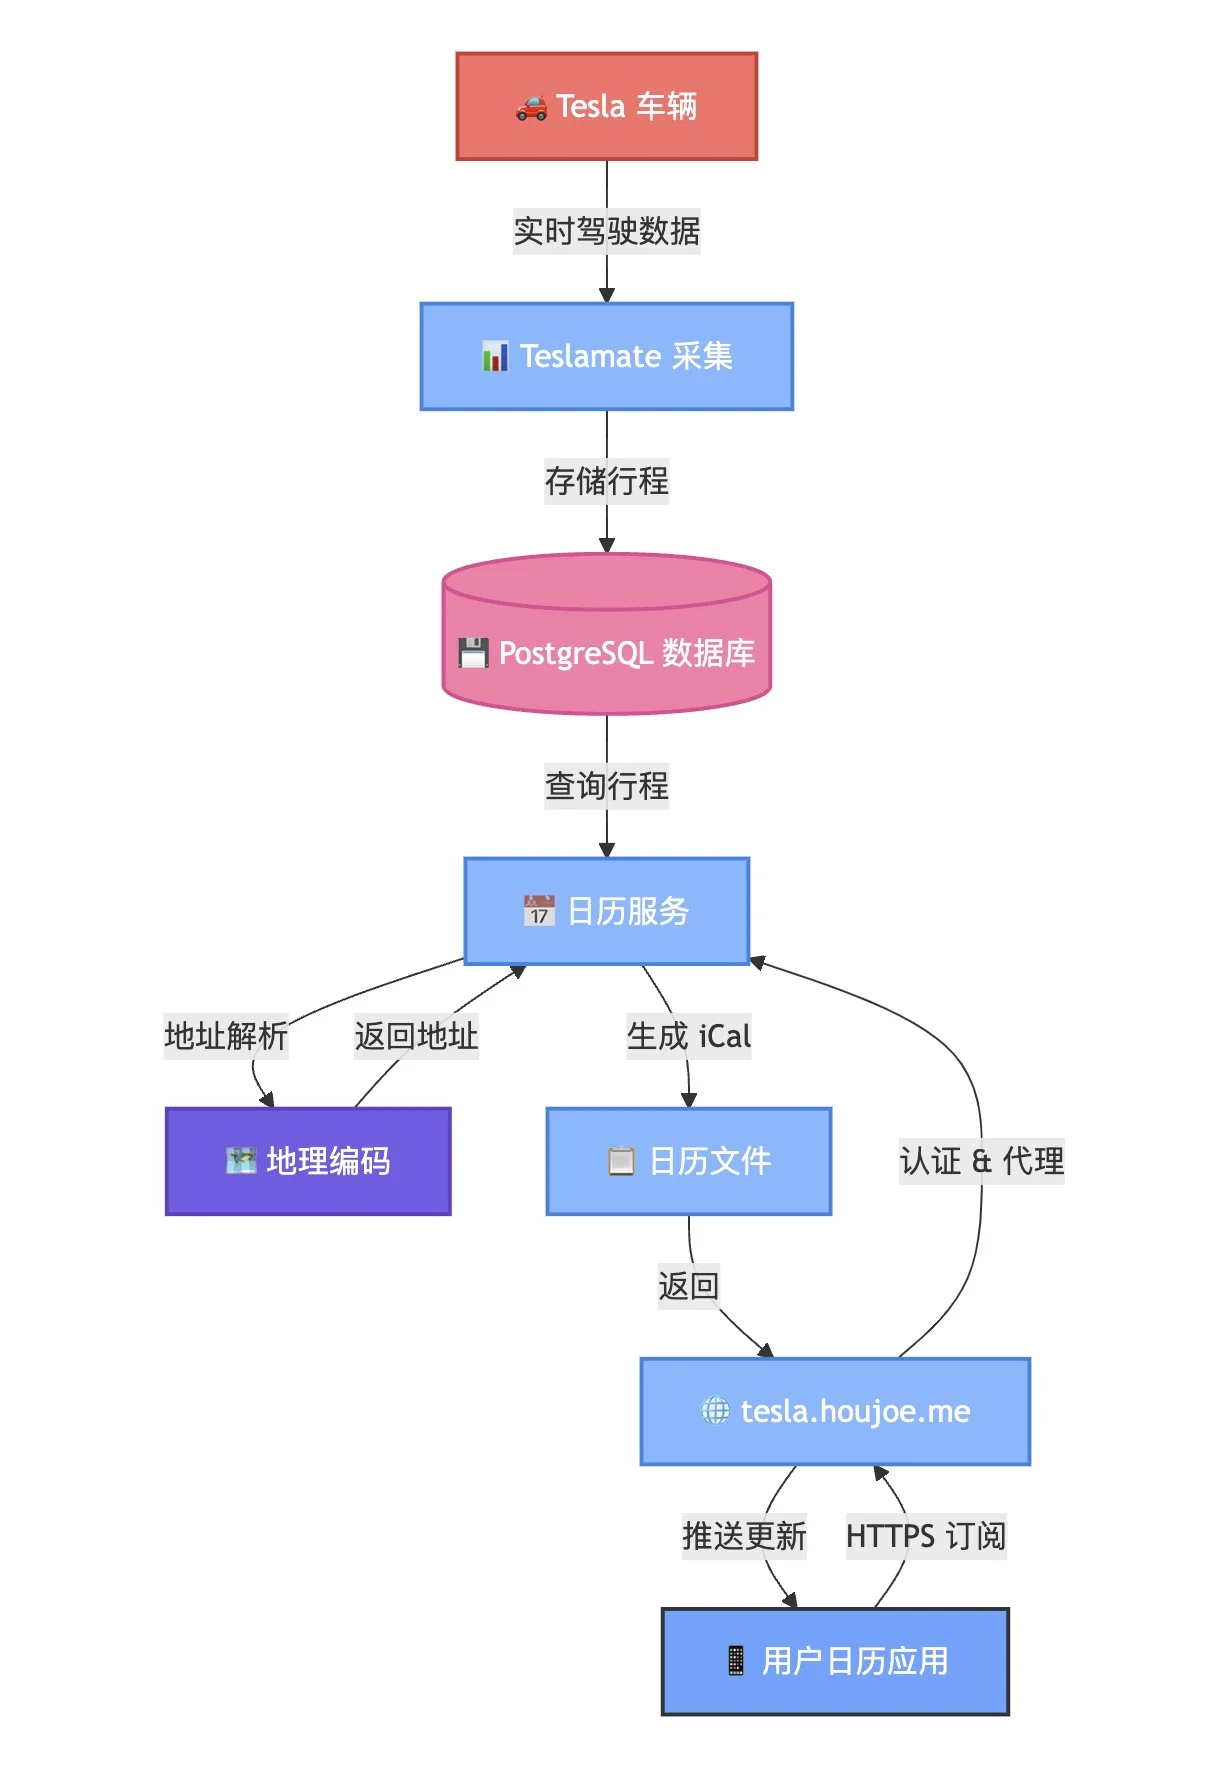 Tesla 车辆
实时驾驶数据
Teslamate 采集
存储行程
PostgreSQL 数据库
查询行程
17 日历服务
地址解析
返回地址
生成 iCal
地理编码
日历文件
认证 & 代理
返回
tesla.houjoe.me
推送更新
HTTPS 订阅
用户日历应用